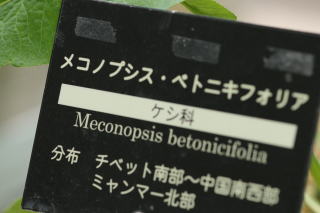 メコノプシス・ベトニキフォリア
ケシ科
Meconopsis betonicifolia
分布　チベット南部～中国南西部
ミャンマー北部